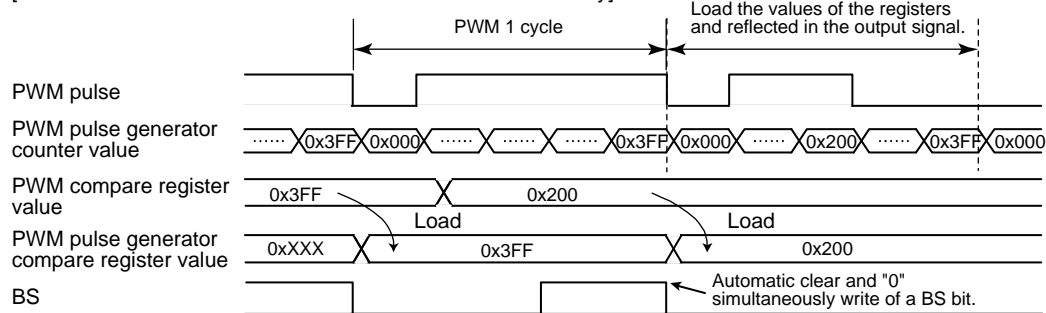 Load the values of the registers
and reflected in the output signal.
PWM 1 cycle
PWM pulse
PWM pulse generator
counter value
...... 0x3FF 0x000 ...... ...... ...... 0x3FF 0x000 ...... 0x200 ...... 0x3FF 0x000
PWM compare register
value
0x3FF 0x200
Load Load
PWM pulse generator
compare register value
0xXXX 0x3FF 0x200
BS
Automatic clear and "0"
simultaneously write of a BS bit.